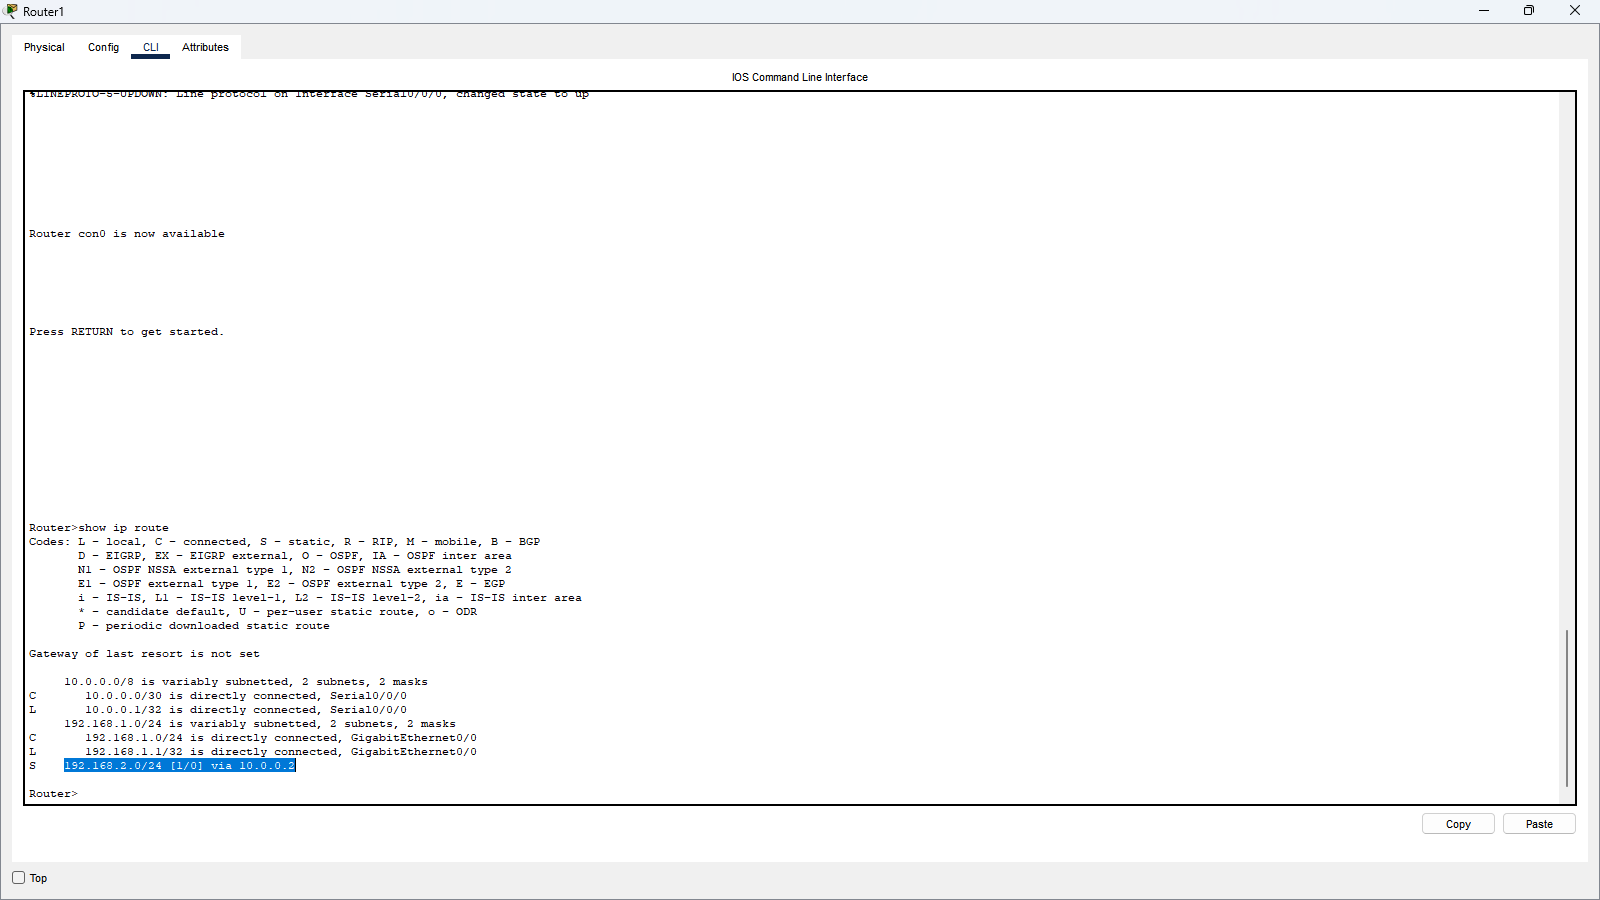 Router1
Physical Config CLI Attributes
IOS Command Line Interface
%LINEPROTO-5-UPDOWN: Line protocol on Interface Serial0/0/0, changed state to up
Router con0 is now available
Press RETURN to get started.
Router>show ip route
Codes: L - local, C - connected, S - static, R - RIP, M - mobile, B - BGP
D - EIGRP, EX - EIGRP external, O - OSPF, IA - OSPF inter area
N1 - OSPF NSSA external type 1, N2 - OSPF NSSA external type 2
E1 - OSPF external type 1, E2 - OSPF external type 2, E - EGP
i - IS-IS, L1 - IS-IS level-1, L2 - IS-IS level-2, ia - IS-IS inter area
* - candidate default, U - per-user static route, o - ODR
P - periodic downloaded static route
Gateway of last resort is not set
10.0.0.0/8 is variably subnetted, 2 subnets, 2 masks
C 10.0.0.0/30 is directly connected, Serial0/0/0
L 10.0.0.1/32 is directly connected, Serial0/0/0
192.168.1.0/24 is variably subnetted, 2 subnets, 2 masks
C 192.168.1.0/24 is directly connected, GigabitEthernet0/0
L 192.168.1.1/32 is directly connected, GigabitEthernet0/0
S 192.168.2.0/24 [1/0] via 10.0.0.2
Router>
Copy Paste
Top